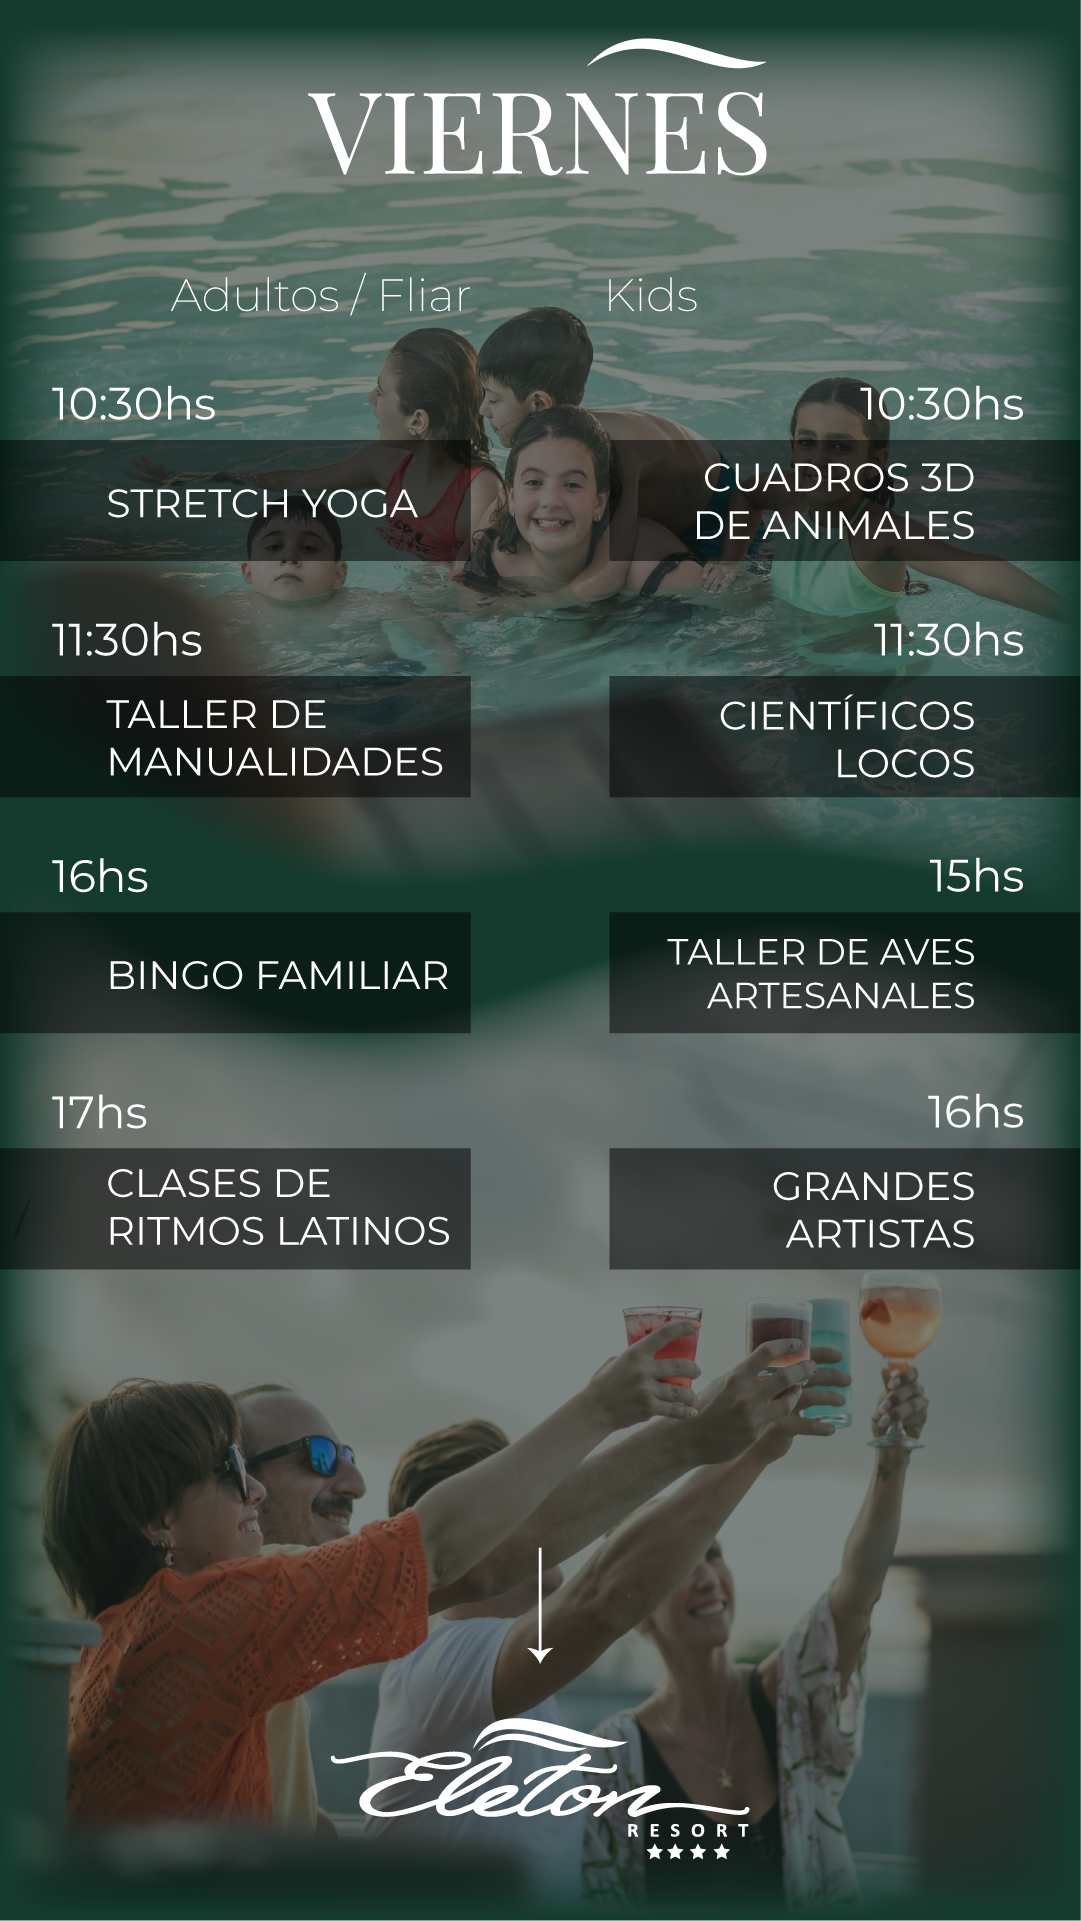 VIERNES
Adultos / Fliar
Kids
10:30hs
STRETCH YOGA
10:30hs
CUADROS 3D
DE ANIMALES
11:30hs
TALLER DE
MANUALIDADES
11:30hs
CIENTÍFICOS
LOCOS
16hs
BINGO FAMILIAR
15hs
TALLER DE AVES
ARTESANALES
17hs
CLASES DE
RITMOS LATINOS
16hs
GRANDES
ARTISTAS
Eleton
RESORT